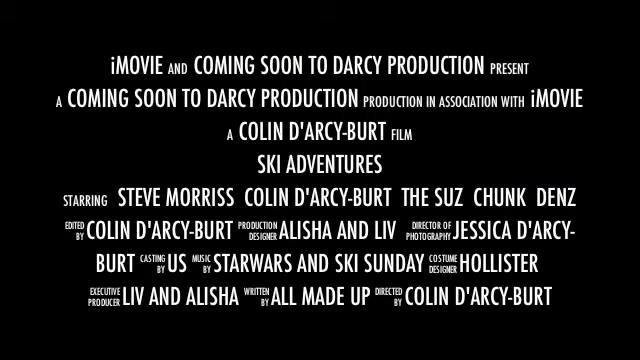 iMOVIE AND COMING SOON TO DARCY PRODUCTION PRESENT
A COMING SOON TO DARCY PRODUCTION PRODUCTION IN ASSOCIATION WITH iMOVIE
A COLIN D'ARCY-BURT FILM
SKI ADVENTURES
STARRING STEVE MORRISS COLIN D'ARCY-BURT THE SUZ CHUNK DENZ
EDITED BY COLIN D'ARCY-BURT PRODUCTION DESIGNER ALISHA AND LIV DIRECTOR OF PHOTOGRAPHY JESSICA D'ARCY-
BURT CASTING BY US MUSIC BY STARWARS AND SKI SUNDAY COSTUME DESIGNER HOLLISTER
EXECUTIVE PRODUCER LIV AND ALISHA WRITTEN BY ALL MADE UP DIRECTED BY COLIN D'ARCY-BURT